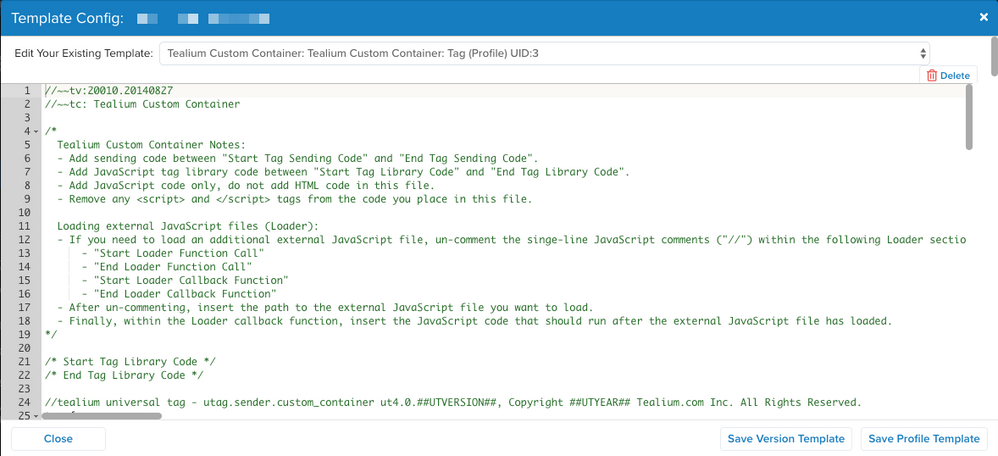 Template Config:
Edit Your Existing Template: Tealium Custom Container: Tealium Custom Container: Tag (Profile) UID:3
Delete
1 //~~tv:20010.20140827
2 //~~tc: Tealium Custom Container
3
4 /*
5 Tealium Custom Container Notes:
6 - Add sending code between "Start Tag Sending Code" and "End Tag Sending Code".
7 - Add JavaScript tag library code between "Start Tag Library Code" and "End Tag Library Code".
8 - Add JavaScript code only, do not add HTML code in this file.
9 - Remove any <script> and </script> tags from the code you place in this file.
10
11 Loading external JavaScript files (Loader):
12 - If you need to load an additional external JavaScript file, un-comment the singe-line JavaScript comments ("//") within the following Loader sectio
13 - "Start Loader Function Call"
14 - "End Loader Function Call"
15 - "Start Loader Callback Function"
16 - "End Loader Callback Function"
17 - After un-commenting, insert the path to the external JavaScript file you want to load.
18 - Finally, within the Loader callback function, insert the JavaScript code that should run after the external JavaScript file has loaded.
19 */
20
21 /* Start Tag Library Code */
22 /* End Tag Library Code */
23
24 //tealium universal tag - utag.sender.custom_container ut4.0.##UTVERSION##, Copyright ##UTYEAR## Tealium.com Inc. All Rights Reserved.
25
Close
Save Version Template
Save Profile Template